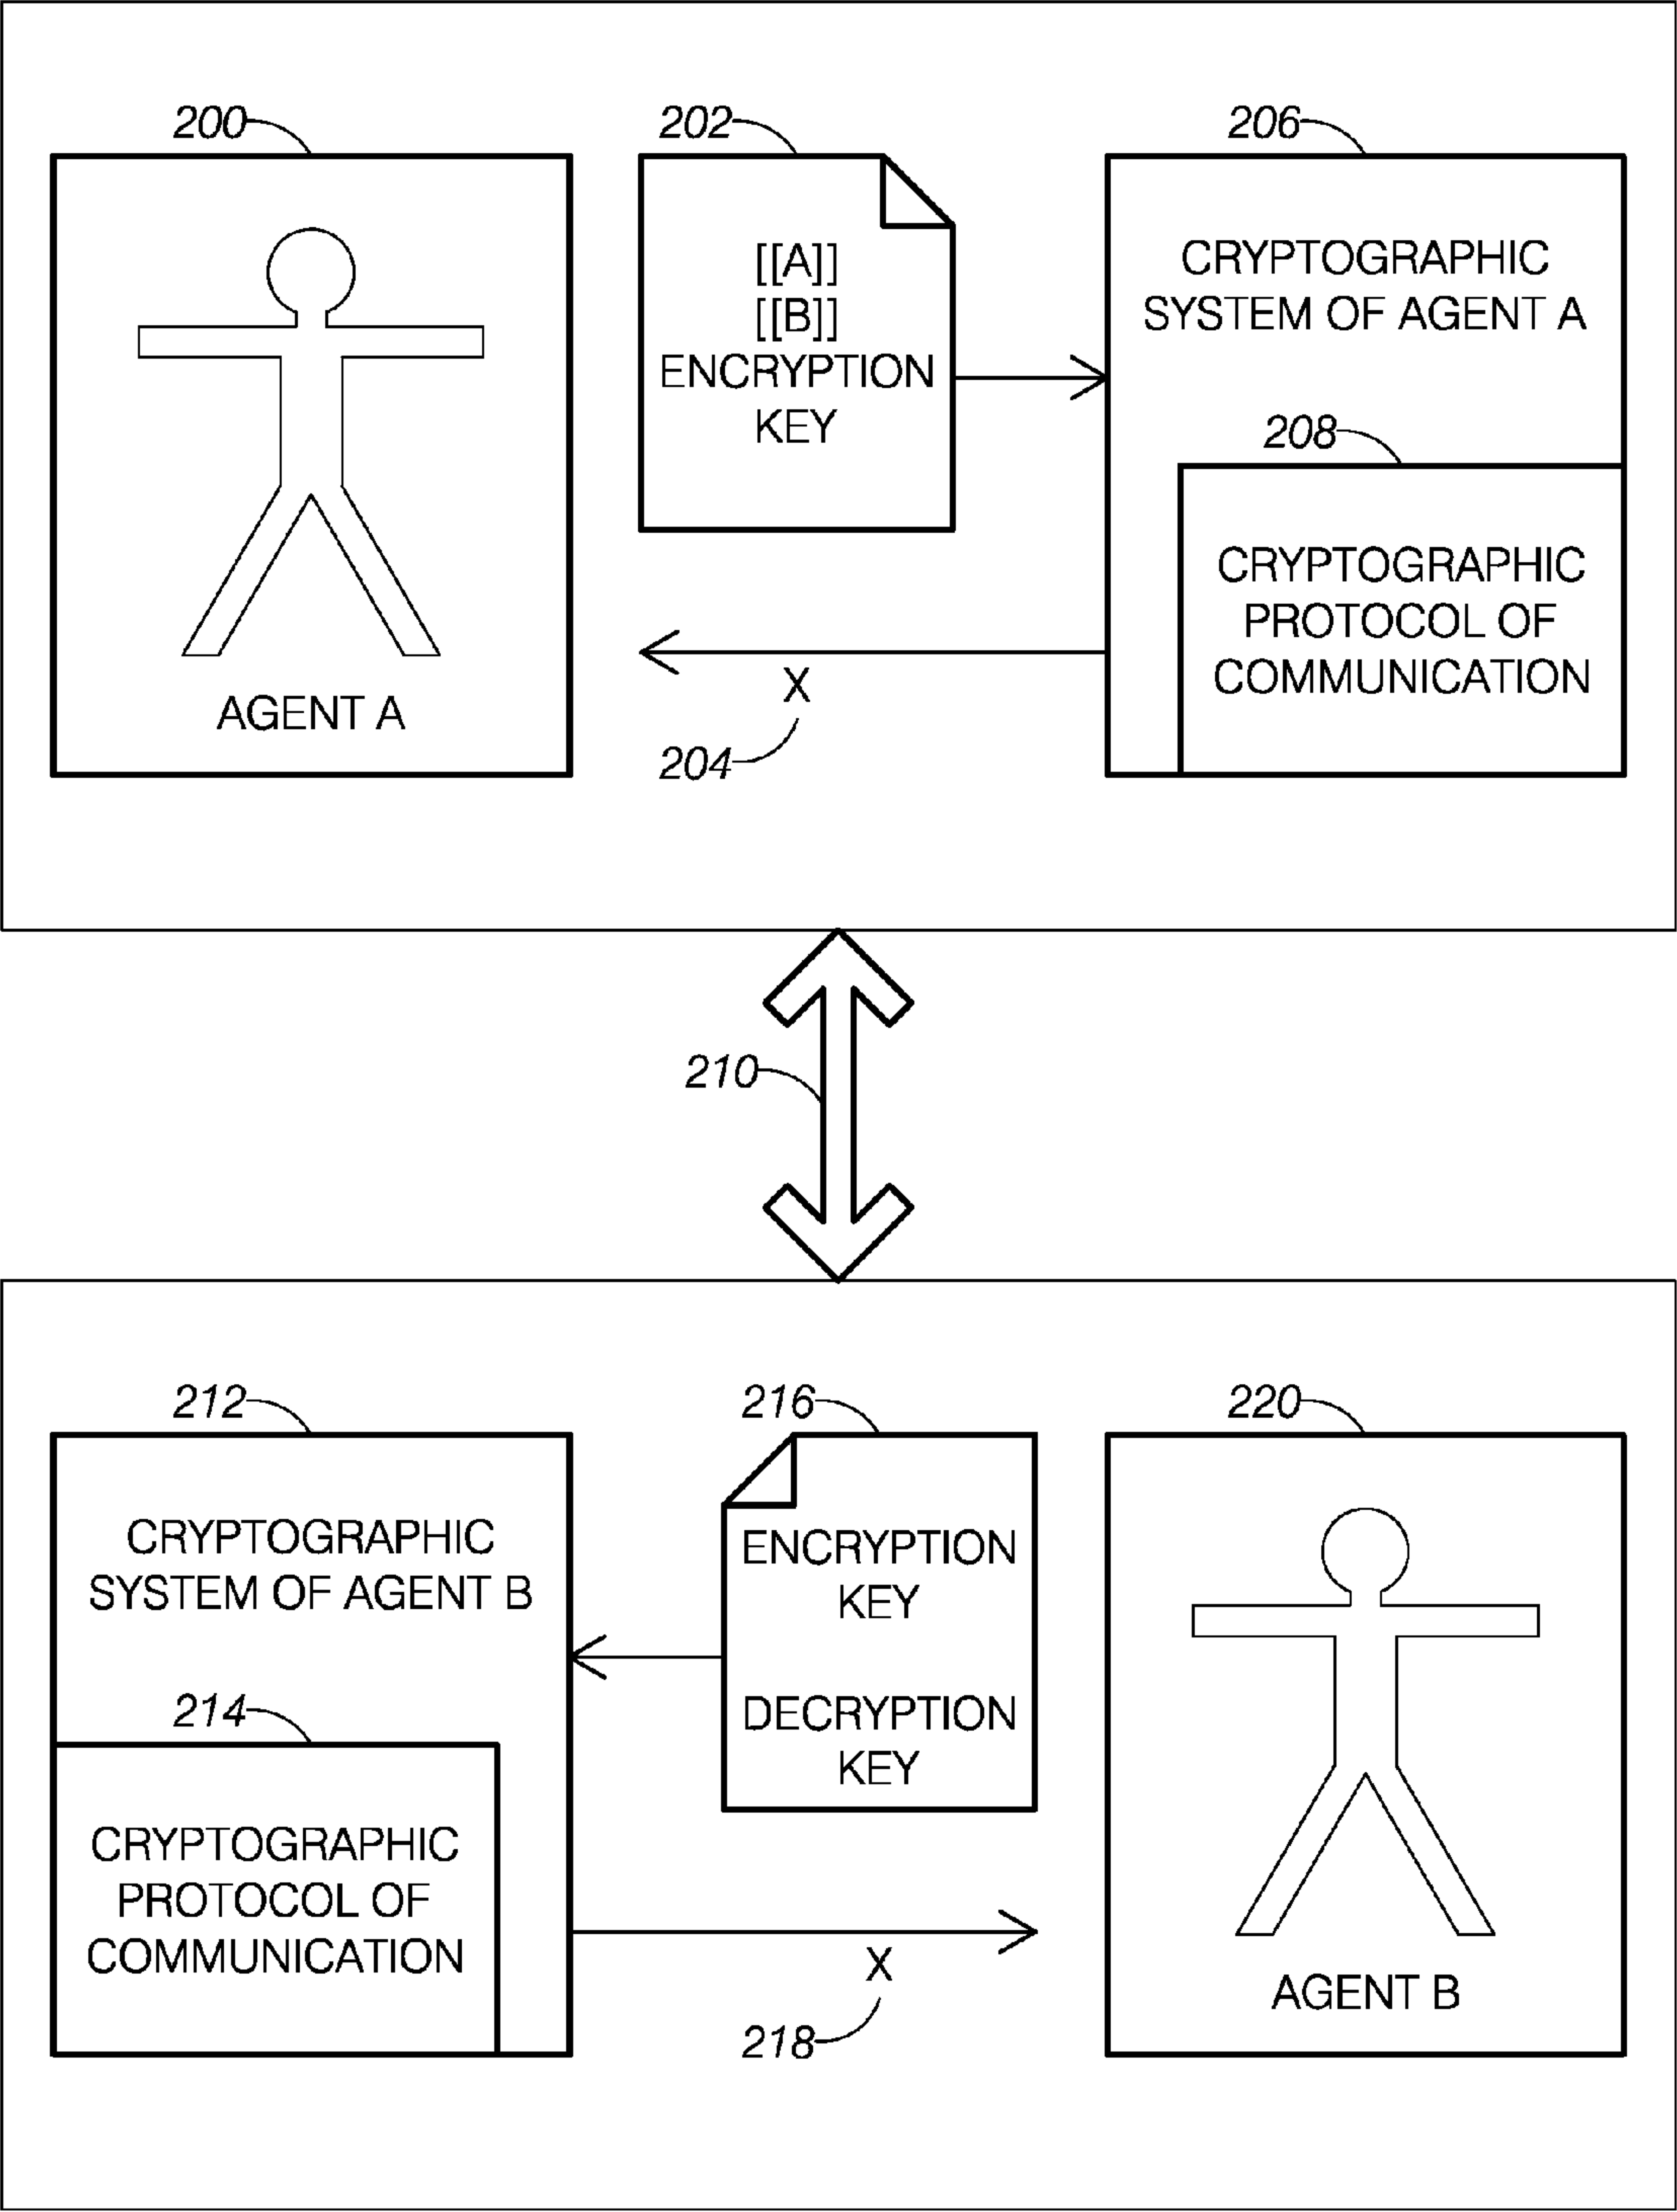 200
202
206
[[A]]
[[B]]
ENCRYPTION
KEY
CRYPTOGRAPHIC
SYSTEM OF AGENT A
208
CRYPTOGRAPHIC
PROTOCOL OF
COMMUNICATION
X
204
AGENT A
210
212
216
220
CRYPTOGRAPHIC
SYSTEM OF AGENT B
ENCRYPTION
KEY
DECRYPTION
KEY
214
CRYPTOGRAPHIC
PROTOCOL OF
COMMUNICATION
X
218
AGENT B